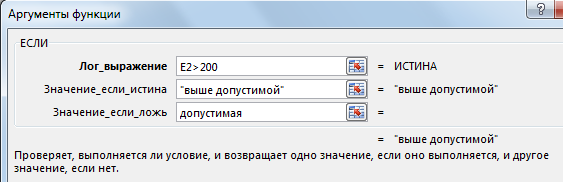 Аргументы функции
?
ЕСЛИ
Лог_выражение E2>200 = ИСТИНА
Значение_если_истина "выше допустимой" = "выше допустимой"
Значение_если_ложь допустимая =
= "выше допустимой"
Проверяет, выполняется ли условие, и возвращает одно значение, если оно выполняется, и другое
значение, если нет.